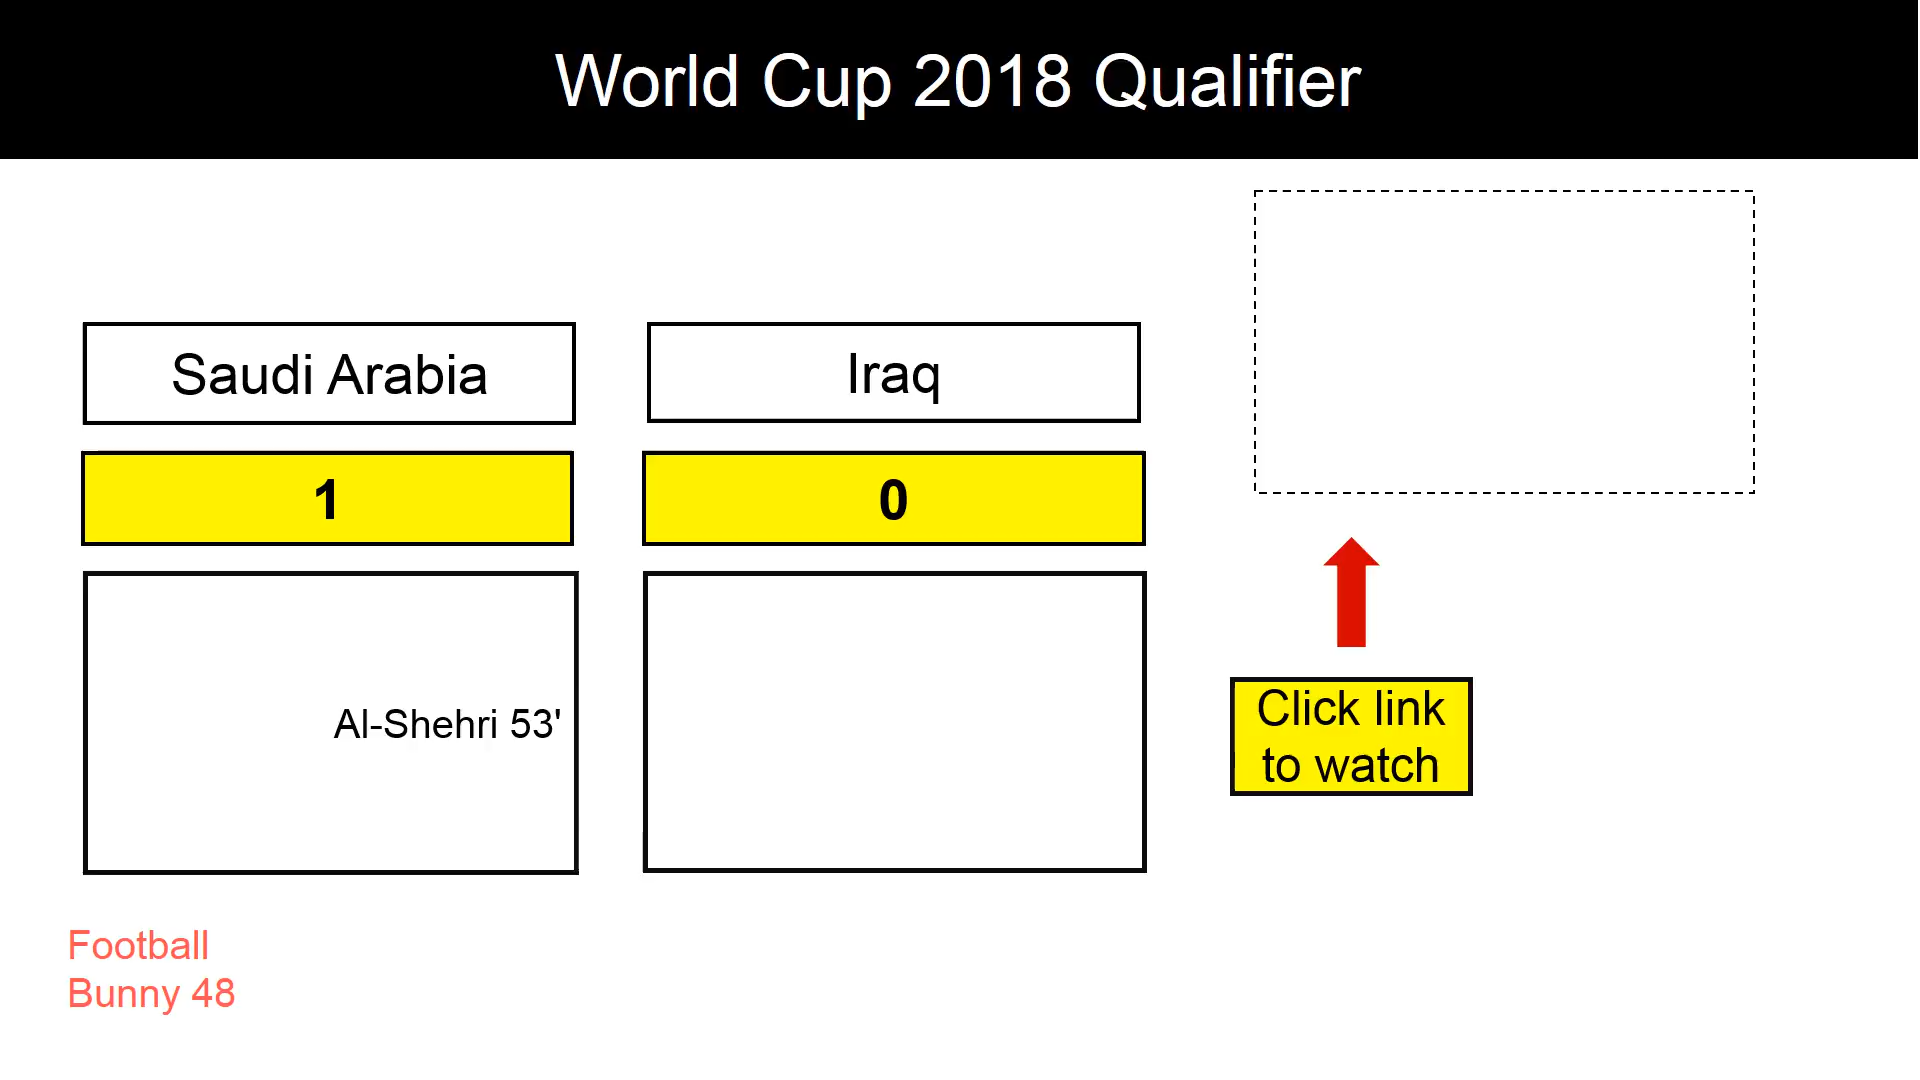 World Cup 2018 Qualifier
Saudi Arabia
Iraq
1
0
Al-Shehri 53'
Click link
to watch
Football
Bunny 48